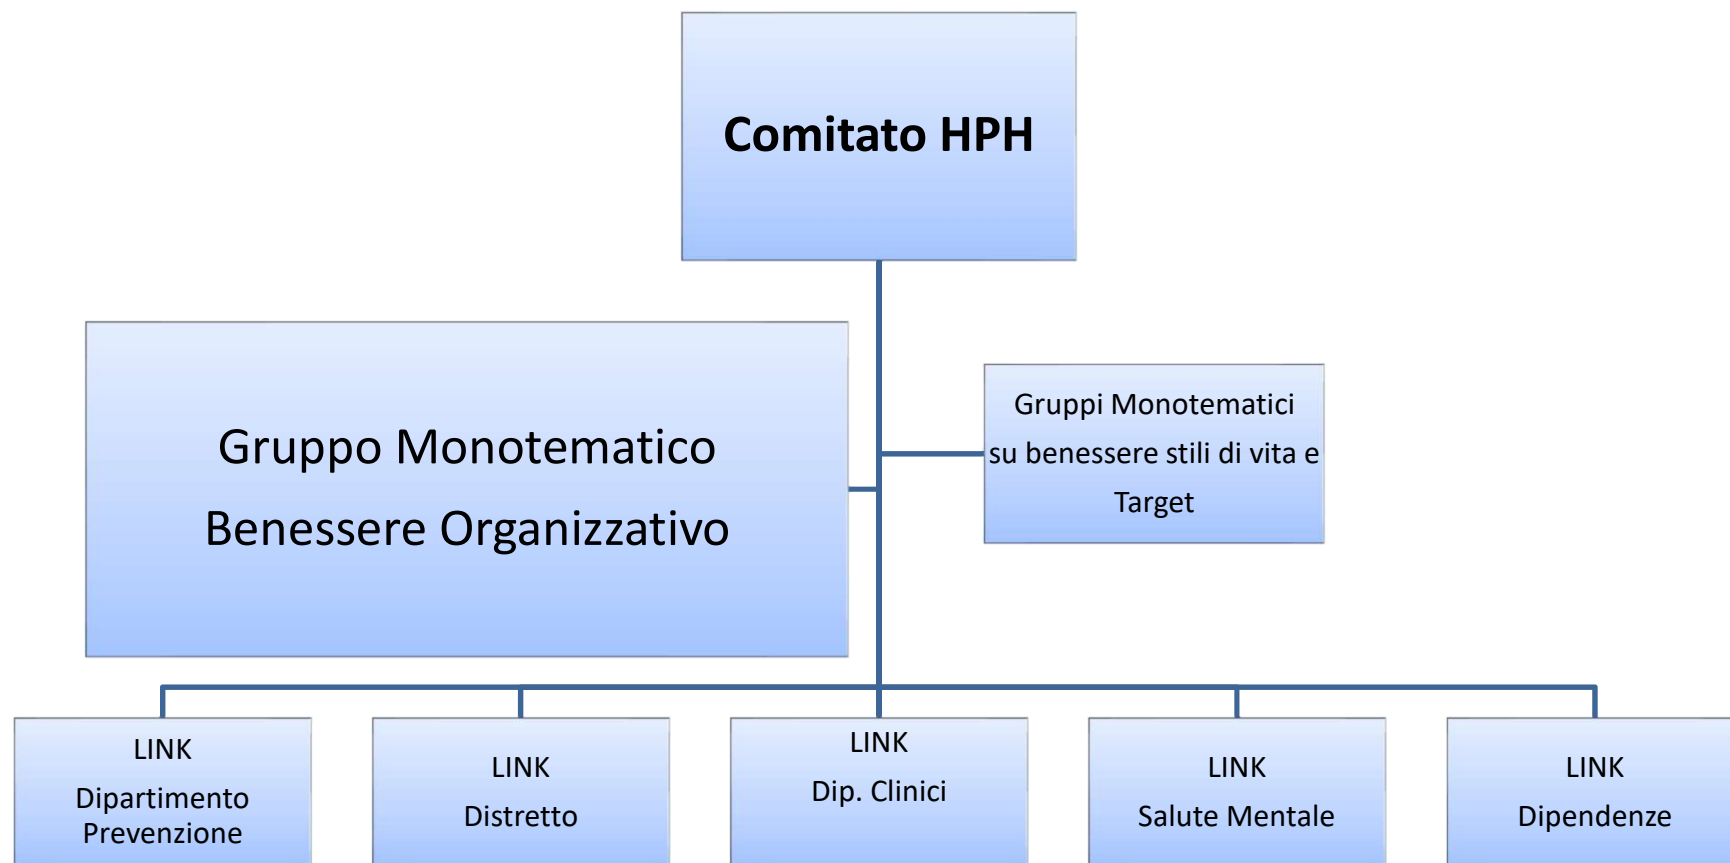 Comitato HPH
Gruppo Monotematico
Benessere Organizzativo
Gruppi Monotematici
su benessere stili di vita e
Target
LINK
Dipartimento
Prevenzione
LINK
Distretto
LINK
Dip. Clinici
LINK
Salute Mentale
LINK
Dipendenze